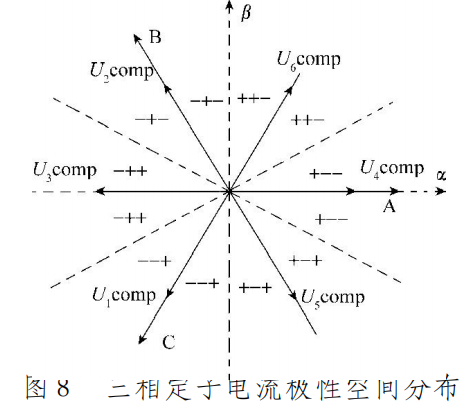 β
B
U₆comp
U₂comp
−+− ++−
−+− ++−
U₃comp −++ +−− U₄comp α
A
−++ +−−
−−+ +−+
U₁comp −−+ +−+ U₅comp
C
图8 三相定子电流极性空间分布